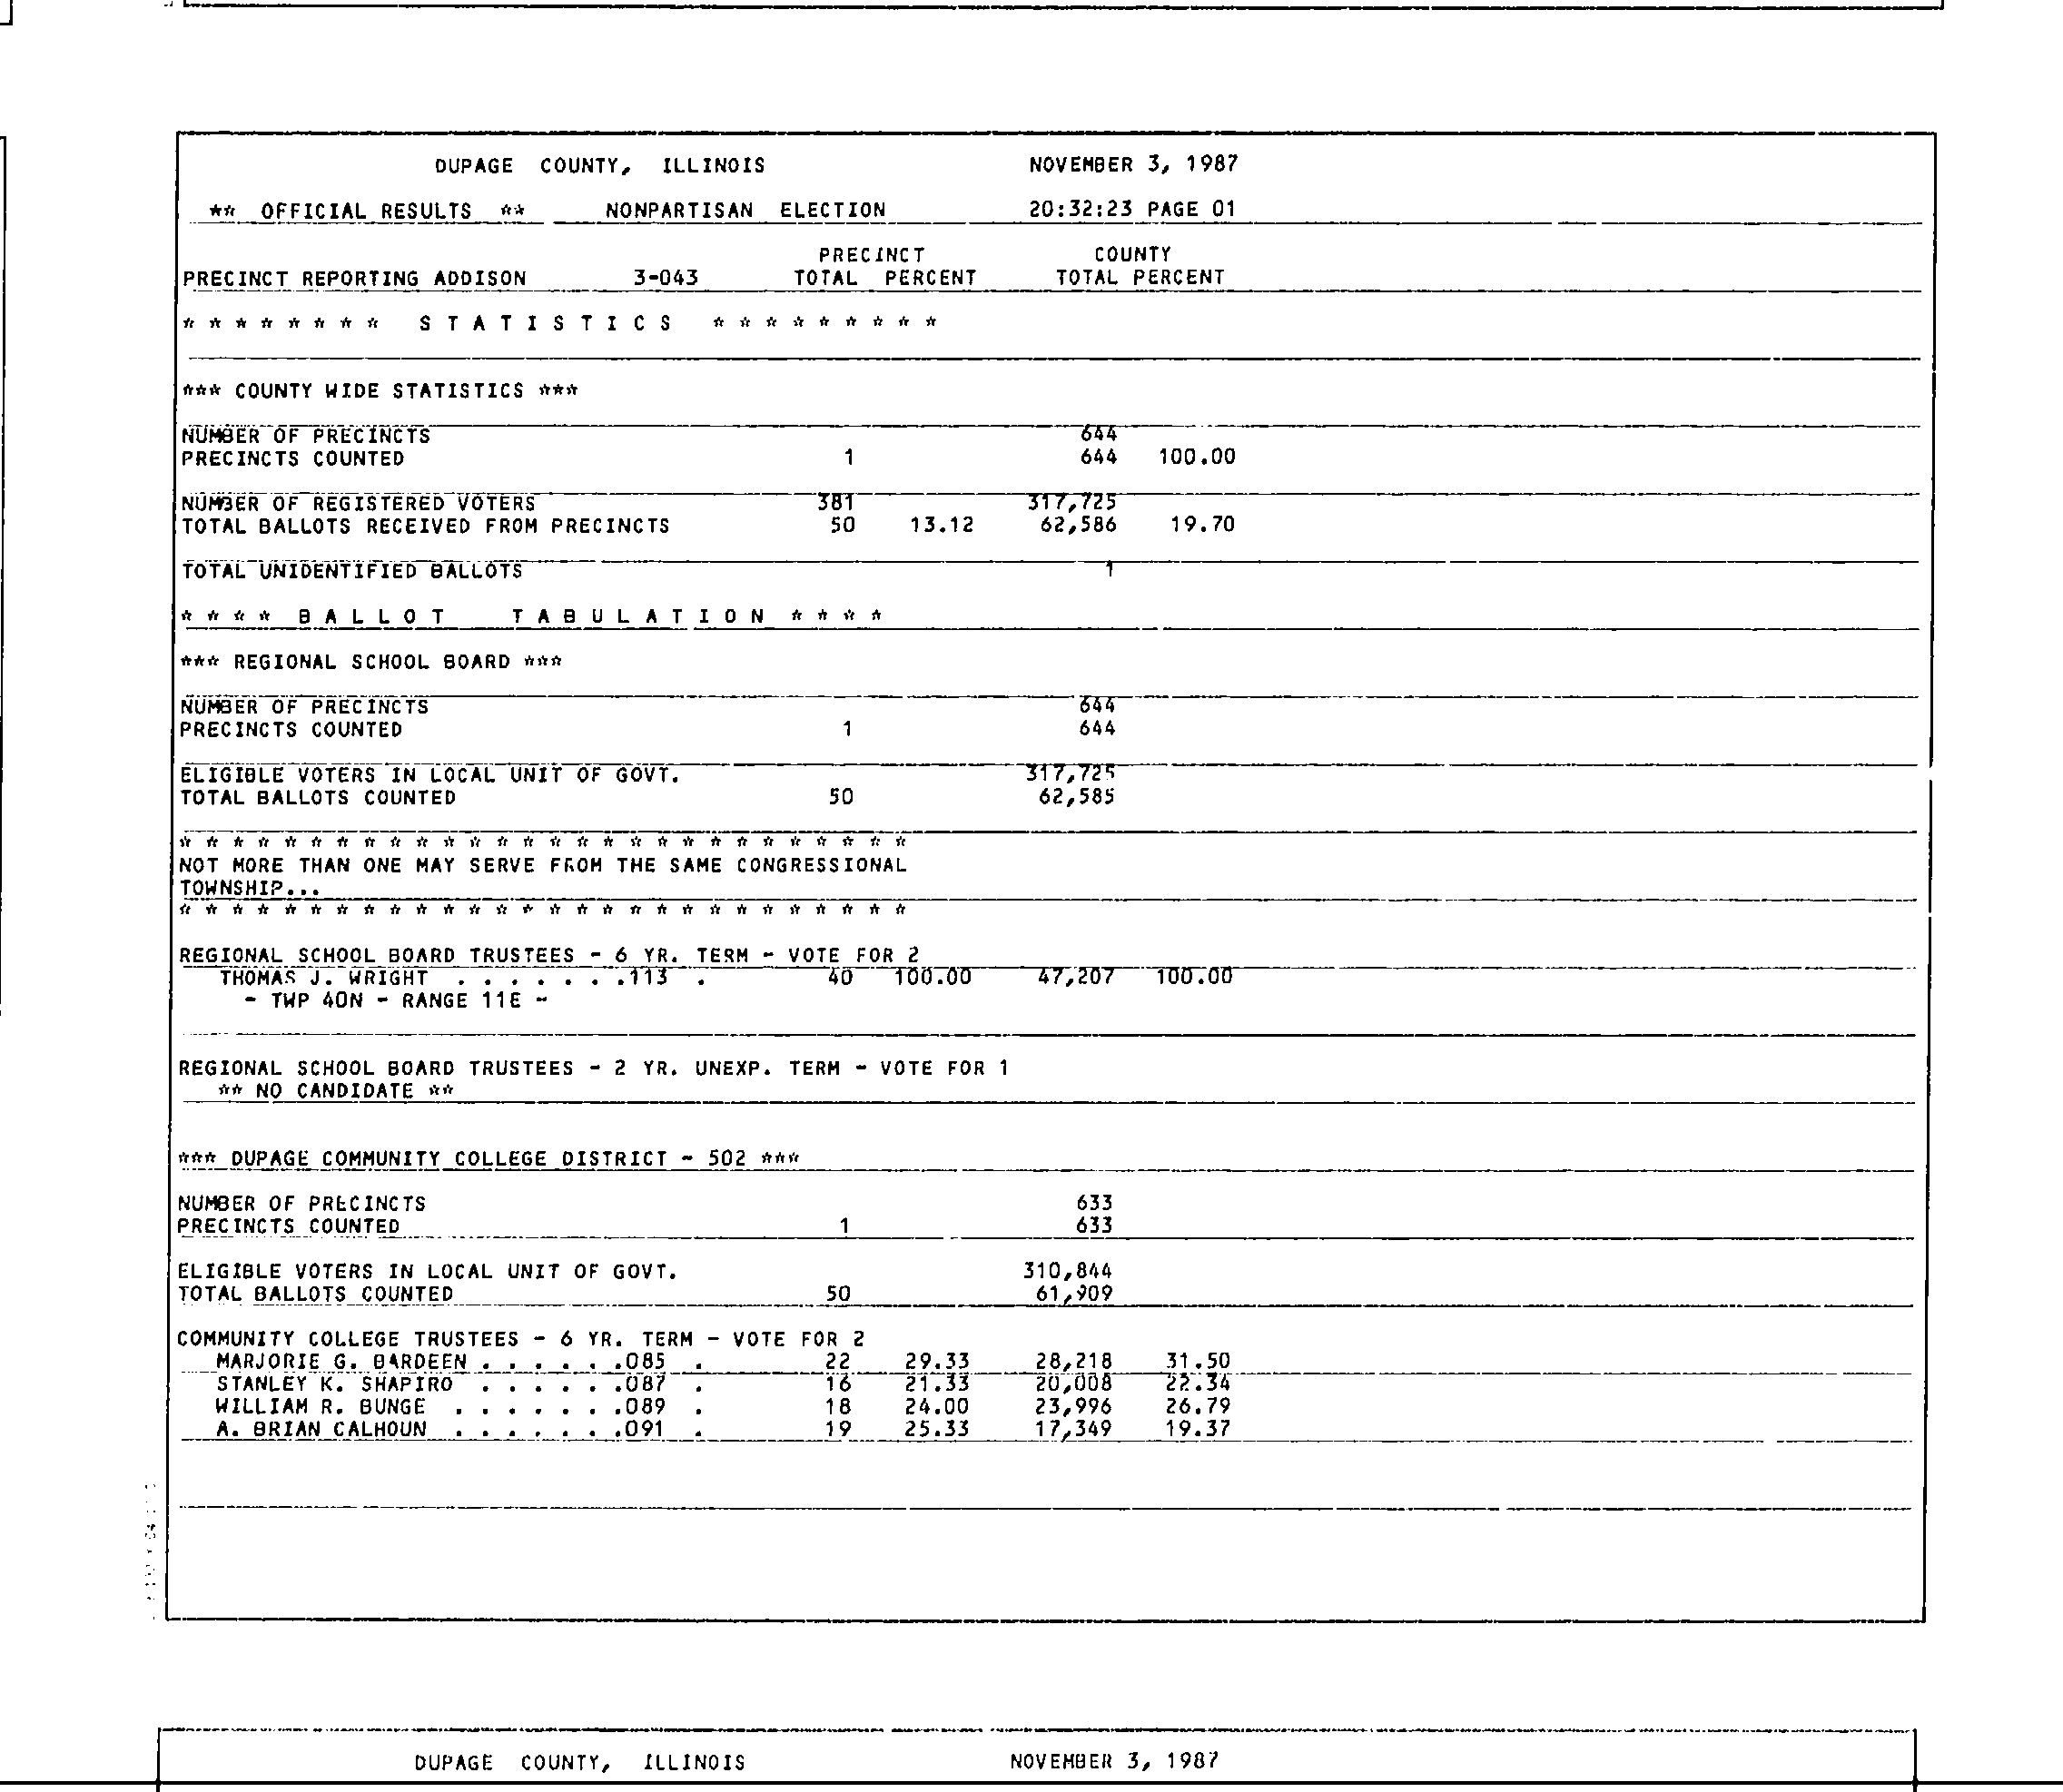 DUPAGE COUNTY, ILLINOIS NOVEMBER 3, 1987
** OFFICIAL RESULTS ** NONPARTISAN ELECTION 20:32:23 PAGE 01
PRECINCT COUNTY
PRECINCT REPORTING ADDISON 3-043 TOTAL PERCENT TOTAL PERCENT
* * * * * * * * S T A T I S T I C S * * * * * * * * *
*** COUNTY WIDE STATISTICS ***
NUMBER OF PRECINCTS 644
PRECINCTS COUNTED 1 644 100.00
NUMBER OF REGISTERED VOTERS 381 317,725
TOTAL BALLOTS RECEIVED FROM PRECINCTS 50 13.12 62,586 19.70
TOTAL UNIDENTIFIED BALLOTS 1
* * * * B A L L O T T A B U L A T I O N * * * *
*** REGIONAL SCHOOL BOARD ***
NUMBER OF PRECINCTS 644
PRECINCTS COUNTED 1 644
ELIGIBLE VOTERS IN LOCAL UNIT OF GOVT. 317,725
TOTAL BALLOTS COUNTED 50 62,585
* * * * * * * * * * * * * * * * * * * * * * * * * * * *
NOT MORE THAN ONE MAY SERVE FROM THE SAME CONGRESSIONAL
TOWNSHIP...
* * * * * * * * * * * * * * * * * * * * * * * * * * * *
REGIONAL SCHOOL BOARD TRUSTEES - 6 YR. TERM - VOTE FOR 2
THOMAS J. WRIGHT . . . . . . .113 . 40 100.00 47,207 100.00
- TWP 40N - RANGE 11E -
REGIONAL SCHOOL BOARD TRUSTEES - 2 YR. UNEXP. TERM - VOTE FOR 1
** NO CANDIDATE **
*** DUPAGE COMMUNITY COLLEGE DISTRICT - 502 ***
NUMBER OF PRECINCTS 633
PRECINCTS COUNTED 1 633
ELIGIBLE VOTERS IN LOCAL UNIT OF GOVT. 310,844
TOTAL BALLOTS COUNTED 50 61,909
COMMUNITY COLLEGE TRUSTEES - 6 YR. TERM - VOTE FOR 2
MARJORIE G. BARDEEN . . . . . .085 . 22 29.33 28,218 31.50
STANLEY K. SHAPIRO . . . . . .087 . 16 21.33 20,008 22.34
WILLIAM R. BUNGE . . . . . . .089 . 18 24.00 23,996 26.79
A. BRIAN CALHOUN . . . . . . .091 . 19 25.33 17,349 19.37
DUPAGE COUNTY, ILLINOIS NOVEMBER 3, 1987